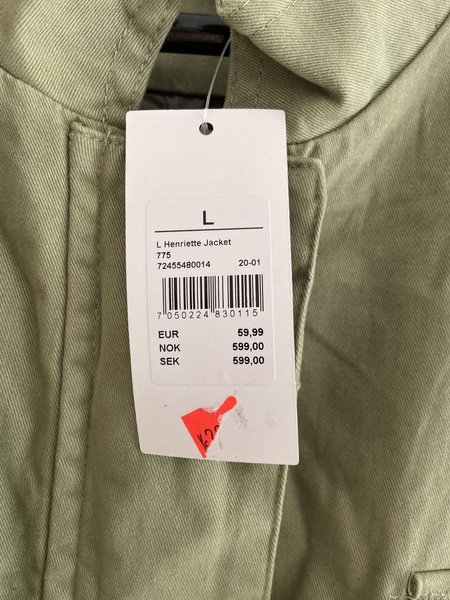 L
L Henriette Jacket
775
72455480014 20-01
7 050224 830115
EUR 59,99
NOK 599,00
SEK 599,00